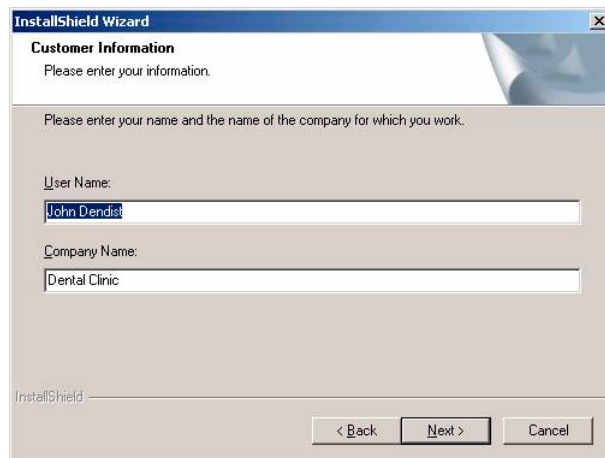 InstallShield Wizard
Customer Information
Please enter your information.
Please enter your name and the name of the company for which you work.
User Name:
John Dendist
Company Name:
Dental Clinic
InstallShield
< Back Next > Cancel